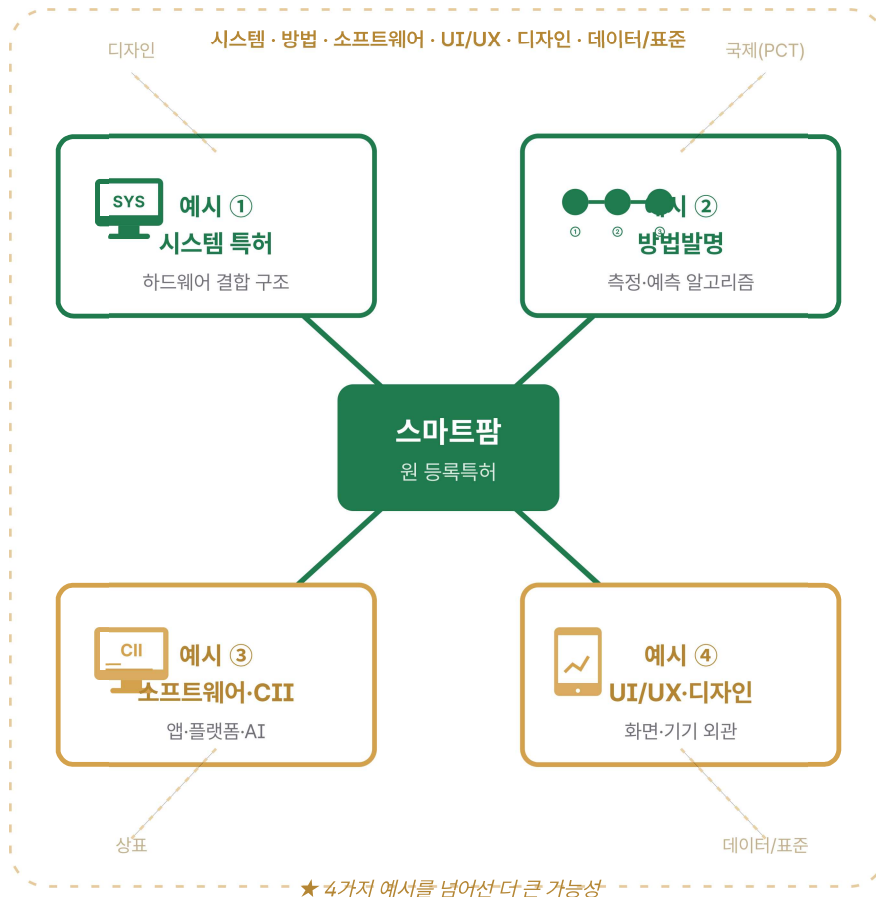 시스템 · 방법 · 소프트웨어 · UI/UX · 디자인 · 데이터/표준
디자인
국제(PCT)
SYS
예시 ①
시스템 특허
하드웨어 결합 구조
② 
① ② ③
방법발명
측정·예측 알고리즘
스마트팜
원 등록특허
CII
예시 ③
소프트웨어·CII
앱·플랫폼·AI
예시 ④
UI/UX·디자인
화면·기기 외관
상표
데이터/표준
★ 4가저 예서를 넘어선 더 큰 가능성